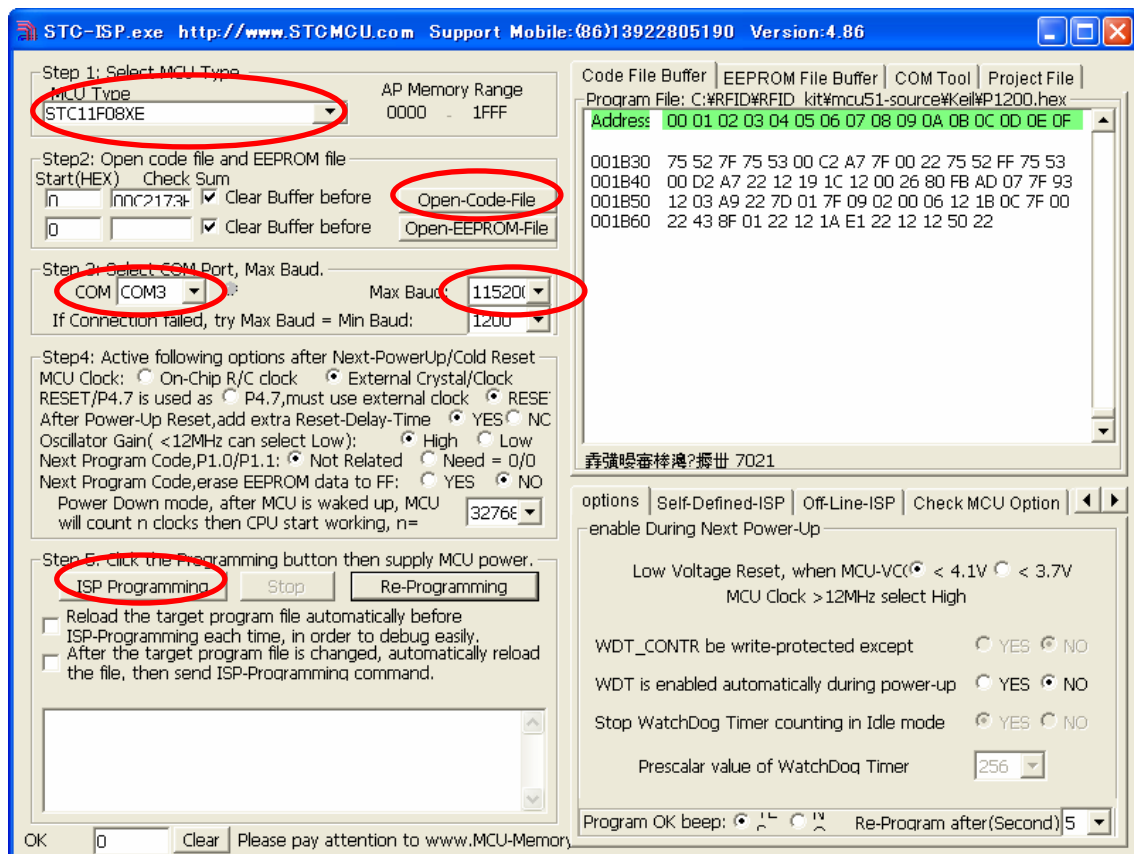 STC-ISP.exe http://www.STCMCU.com Support Mobile:(86)13922805190 Version:4.86
Step 1: Select MCU Type
MCU Type
AP Memory Range
STC11F08XE
0000 - 1FFF
Step2: Open code file and EEPROM file
Start(HEX) Check Sum
0
Clear Buffer before
Open-Code-File
0
Clear Buffer before
Open-EEPROM-File
Step 3: Select COM Port, Max Baud.
COM COM3
Max Baud:
If Connection failed, try Max Baud = Min Baud:
1200
Step4: Active following options after Next-PowerUp/Cold Reset
MCU Clock: On-Chip R/C clock External Crystal/Clock
RESET/P4.7 is used as P4.7,must use external clock RESE
After Power-Up Reset,add extra Reset-Delay-Time YES NC
Oscillator Gain( <12MHz can select Low): High Low
Next Program Code,P1.0/P1.1: Not Related Need = 0/0
Next Program Code,erase EEPROM data to FF: YES NO
Power Down mode, after MCU is waked up, MCU
will count n clocks then CPU start working, n=
3276
Step 5: Click the Programming button then supply MCU power.
ISP Programming
Stop
Re-Programming
Reload the target program file automatically before
ISP-Programming each time, in order to debug easily.
After the target program file is changed, automatically reload
the file, then send ISP-Programming command.
OK
0
Clear
Please pay attention to www.MCU-Memory
Code File Buffer
EEPROM File Buffer
COM Tool
Project File
Program File: C:¥RFID¥RFID_kit¥mcu51-source¥Keil¥P1200.hex
Address 00 01 02 03 04 05 06 07 08 09 0A 0B 0C 0D 0E 0F
001B30 75 52 7F 75 53 00 C2 A7 7F 00 22 75 52 FF 75 53
001B40 00 D2 A7 22 12 19 1C 12 00 26 80 FB AD 07 7F 93
001B50 12 03 A9 22 7D 01 7F 09 02 00 06 12 1B 0C 7F 00
001B60 22 43 8F 01 22 12 1A E1 22 12 12 50 22
7021
options
Self-Defined-ISP
Off-Line-ISP
Check MCU Option
enable During Next Power-Up
Low Voltage Reset, when MCU-VC( < 4.1V < 3.7V
MCU Clock >12MHz select High
WDT_CONTR be write-protected except YES NO
WDT is enabled automatically during power-up YES NO
Stop WatchDog Timer counting in Idle mode YES NO
Prescalar value of WatchDog Timer
256
Program OK beep:
Re-Program after(Second) 5